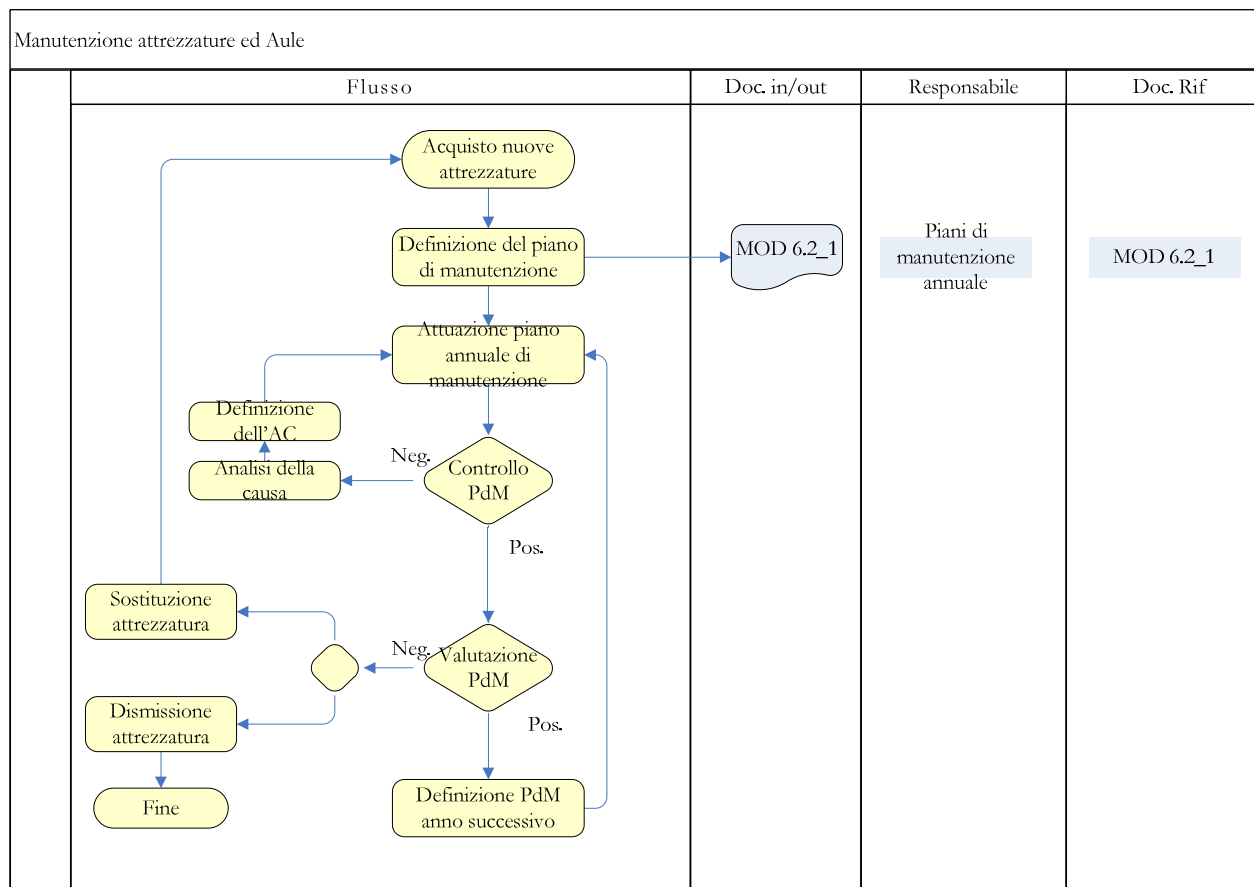 Manutenzione attrezzature ed Aule
Flusso
Doc. in/out
Responsabile
Doc. Rif
Acquisto nuove
attrezzature
Definizione del piano
di manutenzione
MOD 6.2_1
Piani di
manutenzione
annuale
MOD 6.2_1
Attuazione piano
annuale di
manutenzione
Definizione
dell'AC
Neg.
Analisi della
causa
Controllo
PdM
Pos.
Sostituzione
attrezzatura
Neg.
Valutazione
PdM
Dismissione
attrezzatura
Pos.
Fine
Definizione PdM
anno successivo